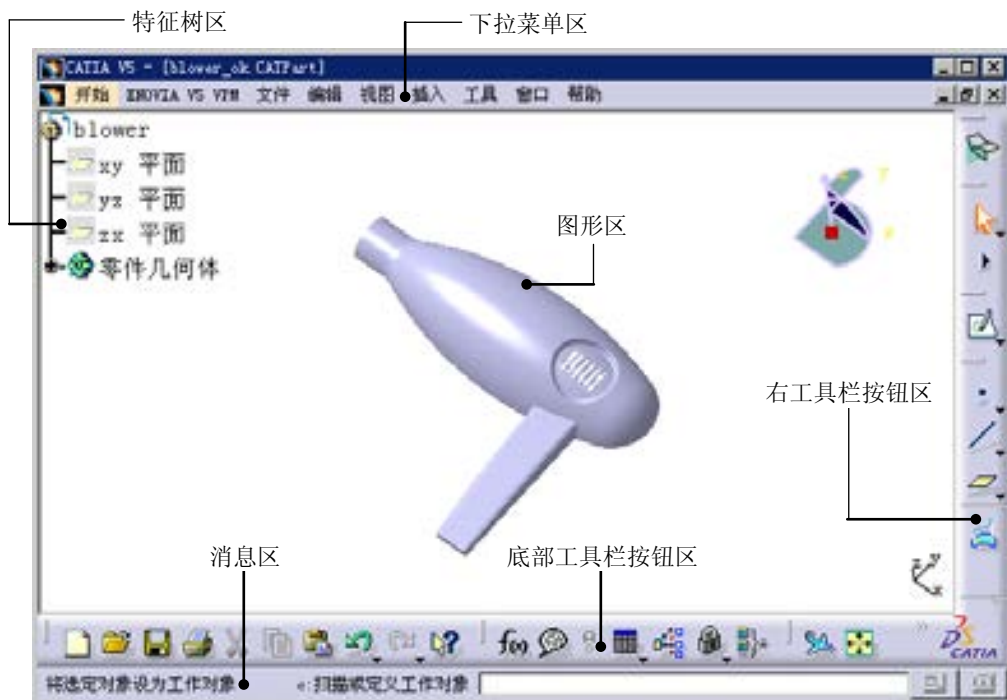 特征树区
下拉菜单区
CATIA V5 - [blower_ok.CATPart]
开始 ENOVIA V5 VPM 文件 编辑 视图 插入 工具 窗口 帮助
blower
xy 平面
yz 平面
zx 平面
零件几何体
图形区
右工具栏按钮区
消息区
底部工具栏按钮区
f(x)
CATIA
将选定对象设为工作对象
c:扫描或定义工作对象